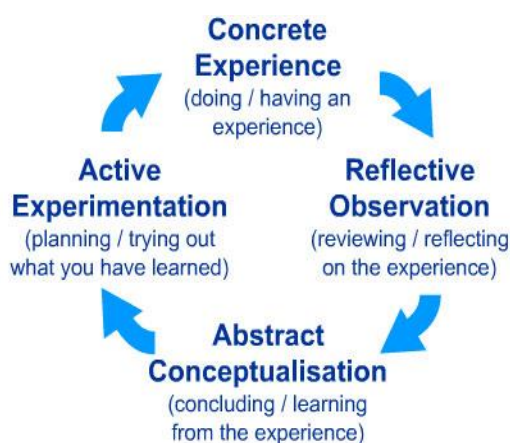 Concrete
Experience
(doing / having an
experience)
Active
Experimentation
(planning / trying out
what you have learned)
Reflective
Observation
(reviewing / reflecting
on the experience)
Abstract
Conceptualisation
(concluding / learning
from the experience)